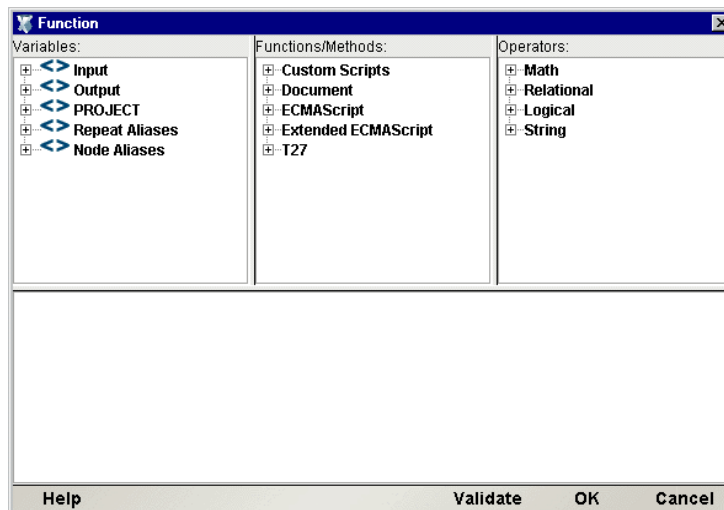 Function
Variables:
Input
Output
PROJECT
Repeat Aliases
Node Aliases
Functions/Methods:
Custom Scripts
Document
ECMAScript
Extended ECMAScript
T27
Operators:
Math
Relational
Logical
String
Help Validate OK Cancel